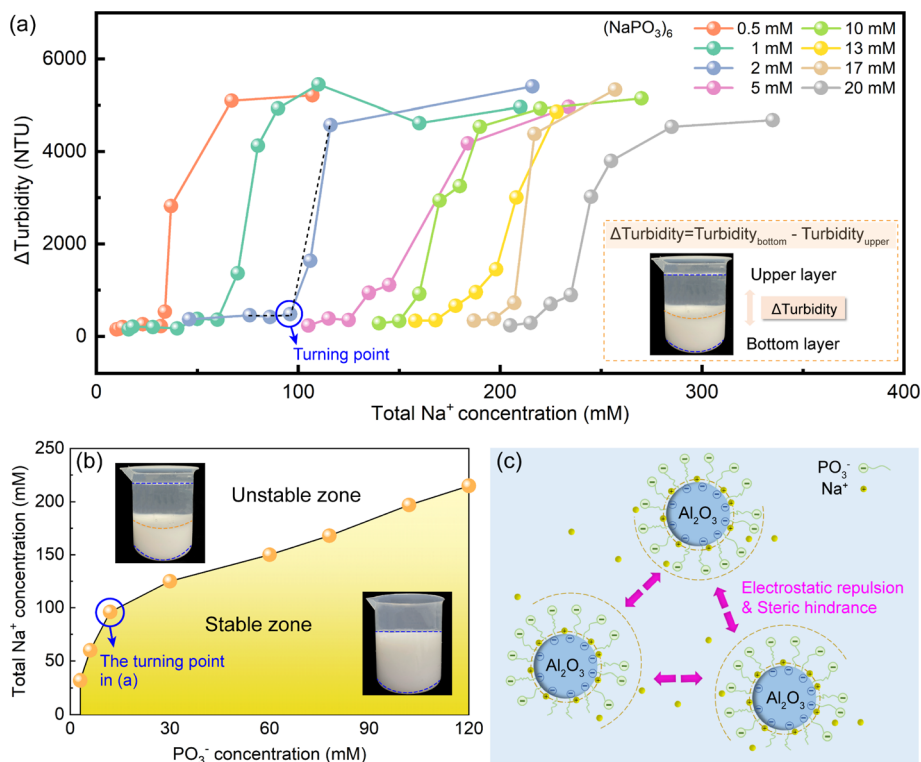 (a)
(NaPO₃)₆
0.5 mM
1 mM
2 mM
5 mM
10 mM
13 mM
17 mM
20 mM
6000
4000
2000
0
ΔTurbidity (NTU)
Turning point
ΔTurbidity=Turbidity_bottom - Turbidity_upper
Upper layer
ΔTurbidity
Bottom layer
0 100 200 300 400
Total Na⁺ concentration (mM)
(b)
250
200
150
100
50
0
Total Na⁺ concentration (mM)
Unstable zone
Stable zone
The turning point
in (a)
30 60 90 120
PO₃⁻ concentration (mM)
(c)
PO₃⁻
Na⁺
Al₂O₃
Electrostatic repulsion
& Steric hindrance
Al₂O₃
Al₂O₃